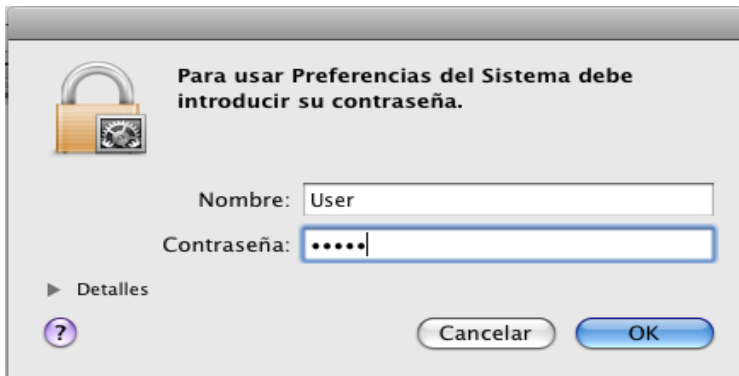 Para usar Preferencias del Sistema debe
introducir su contraseña.
Nombre: User
Contraseña: •••••
Detalles
?
Cancelar
OK